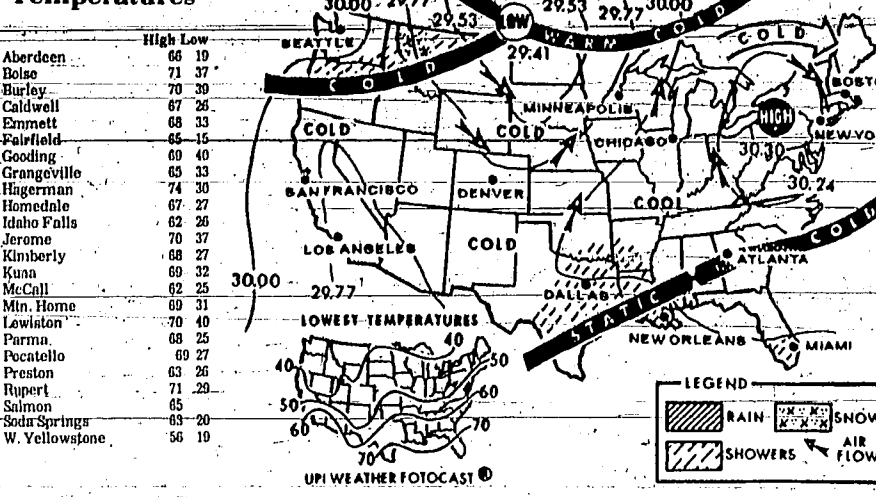 Temperatures
High Low
Aberdeen 66 19
Boise 71 37
Burley 70 39
Caldwell 67 26
Emmett 68 33
Fairfield 65 15
Gooding 69 40
Grangeville 65 33
Hagerman 74 30
Homedale 67 27
Idaho Falls 62 26
Jerome 70 37
Kimberly 68 27
Kuna 69 32
McCall 62 25
Mtn. Home 69 31
Lewiston 70 40
Parma 68 25
Pocatello 69 27
Preston 63 26
Rupert 71 29
Salmon 65
Soda Springs 63 20
W. Yellowstone 56 19
30.00
29.77
29.53
LOW
29.53
29.77
30.00
SEATTLE
29.41
WARM
COLD
COLD
BOST
COLD
MINNEAPOLIS
COLD
COLD
CHICAGO
HIGH
NEW YO
30.30
30.24
SAN FRANCISCO
DENVER
COOL
LOS ANGELES
COLD
COLD
ATLANTA
30.00
29.77
DALLAS
STATIC
LOWEST TEMPERATURES
NEW ORLEANS
MIAMI
40
40
50
60
50
60
70
70
LEGEND
RAIN
SNOW
SHOWERS
AIR
FLOW
UPI WEATHER FOTOCAST